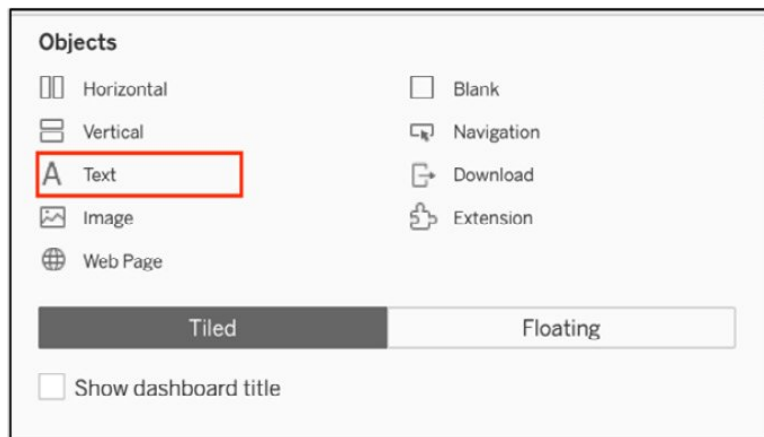 Objects
Horizontal
Blank
Vertical
Navigation
Text
Download
Image
Extension
Web Page
Tiled
Floating
Show dashboard title